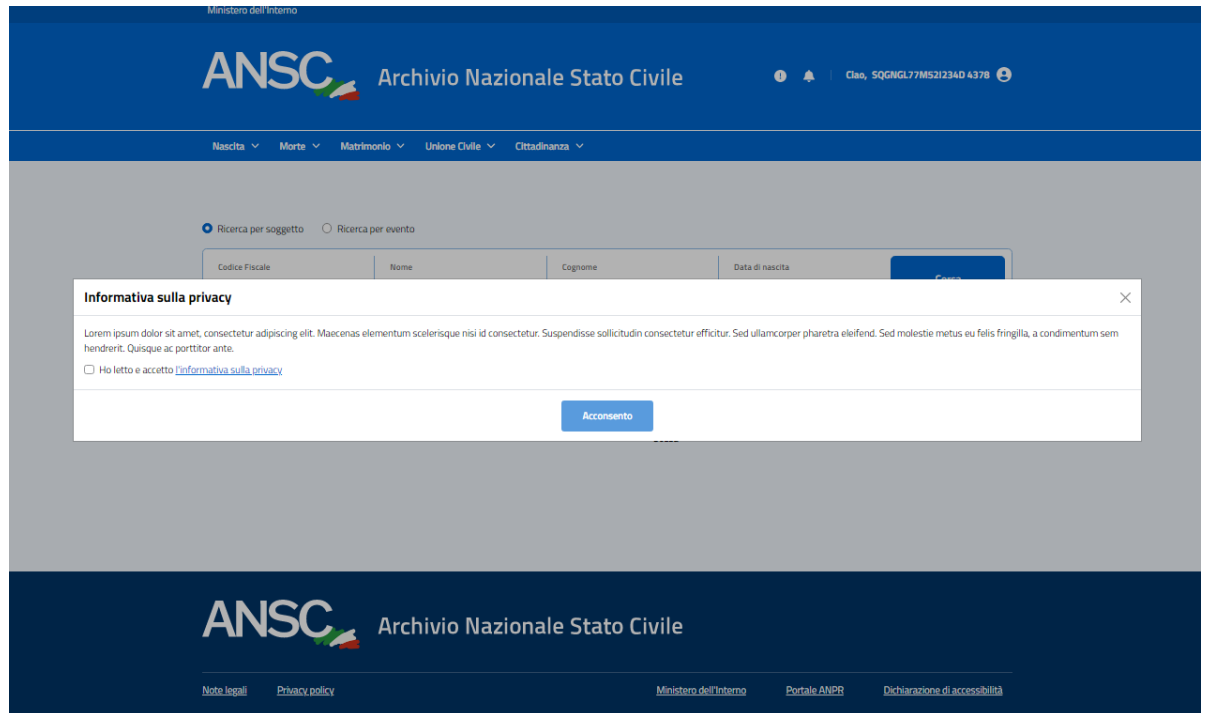 Ministero dell'Interno
ANSC Archivio Nazionale Stato Civile
Ciao, SQGNGL77M52I234D 4378
Nascita Morte Matrimonio Unione Civile Cittadinanza
Ricerca per soggetto Ricerca per evento
Codice Fiscale Nome Cognome Data di nascita
Cerca
Informativa sulla privacy
Lorem ipsum dolor sit amet, consectetur adipiscing elit. Maecenas elementum scelerisque nisi id consectetur. Suspendisse sollicitudin consectetur efficitur. Sed ullamcorper pharetra eleifend. Sed molestie metus eu felis fringilla, a condimentum sem
hendrerit. Quisque ac porttitor ante.
Ho letto e accetto l'informativa sulla privacy
Acconsento
ANSC Archivio Nazionale Stato Civile
Note legali Privacy policy Ministero dell'Interno Portale ANPR Dichiarazione di accessibilità